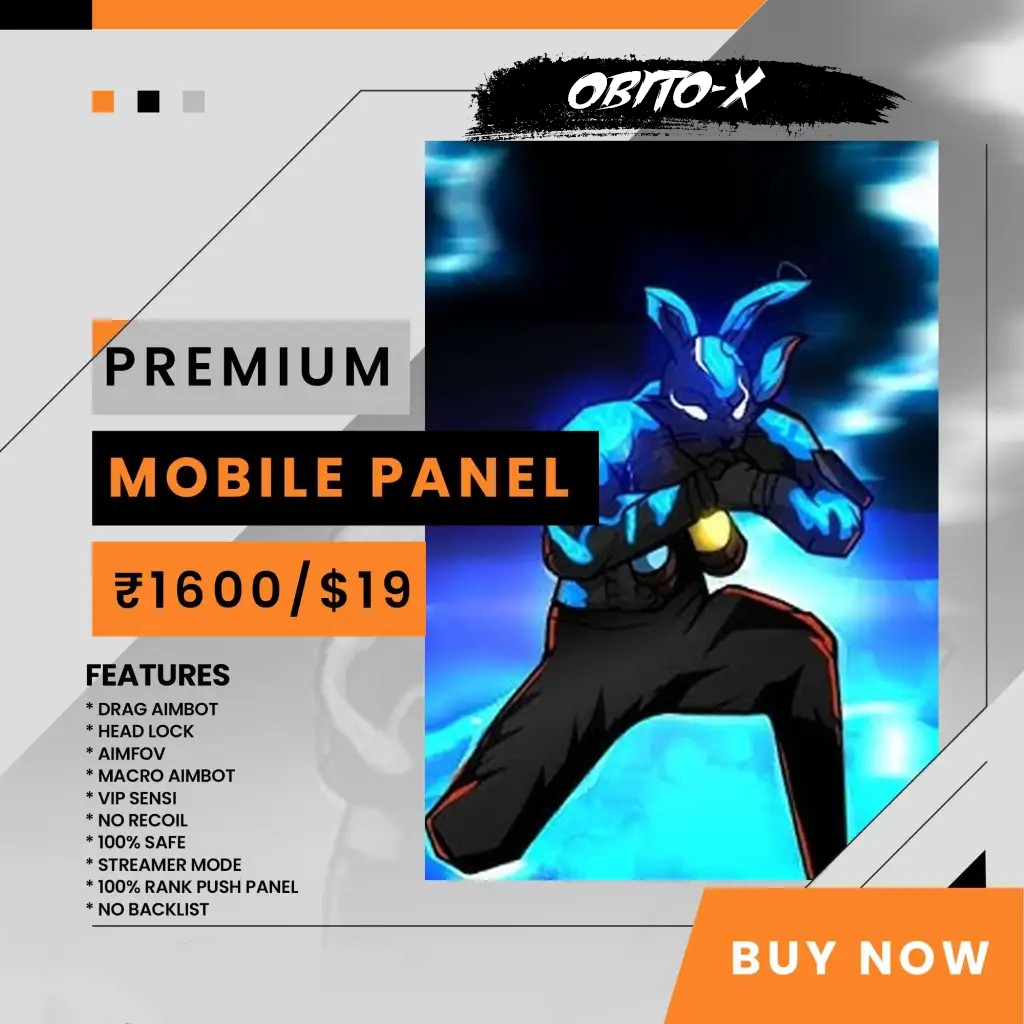 OBITO-X
PREMIUM
MOBILE PANEL
₹1600/$19
FEATURES
* DRAG AIMBOT
* HEAD LOCK
* AIMFOV
* MACRO AIMBOT
* VIP SENSI
* NO RECOIL
* 100% SAFE
* STREAMER MODE
* 100% RANK PUSH PANEL
* NO BACKLIST
BUY NOW